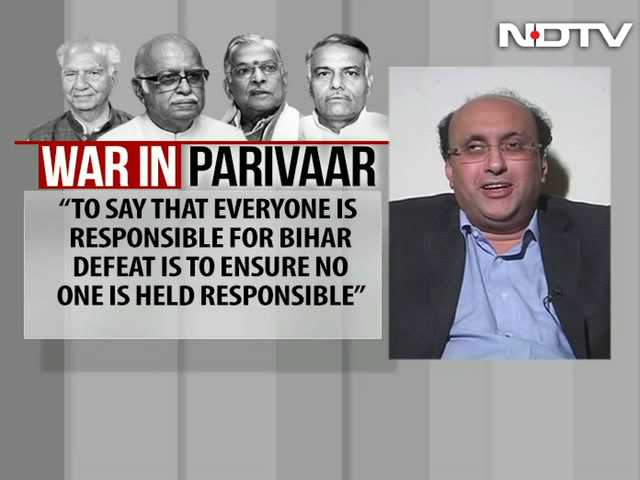 NDTV
WAR IN PARIVAAR
“TO SAY THAT EVERYONE IS
RESPONSIBLE FOR BIHAR
DEFEAT IS TO ENSURE NO
ONE IS HELD RESPONSIBLE”